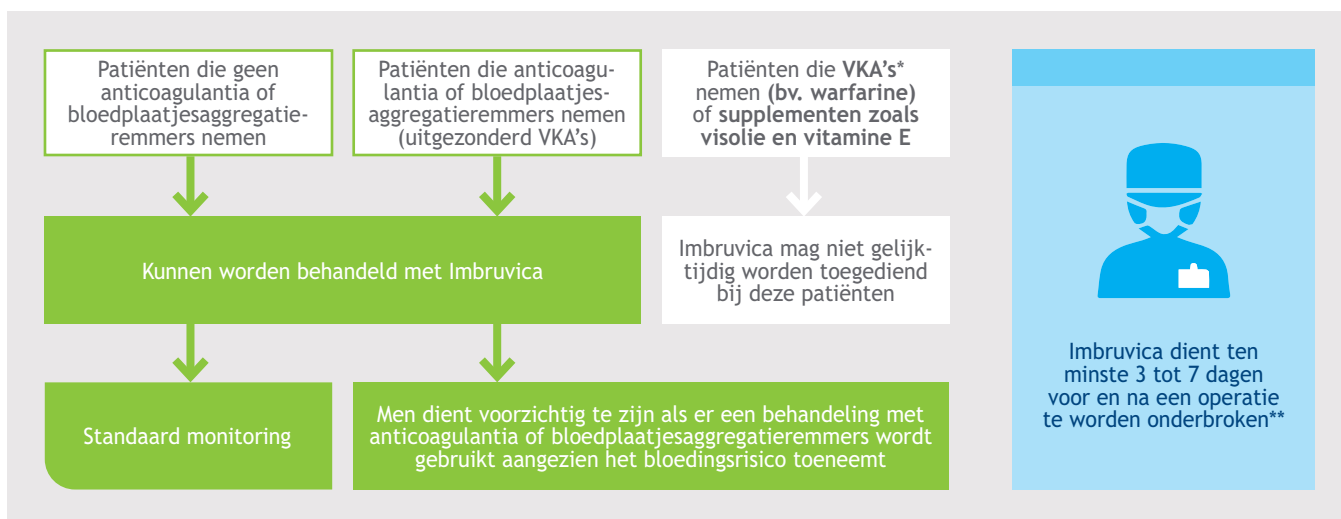 Patiënten die geen
anticoagulantia of
bloedplaatjesaggregatie-
remmers nemen
Patiënten die anticoagu-
lantia of bloedplaatjes-
aggregatieremmers nemen
(uitgezonderd VKA's)
Patiënten die VKA's*
nemen (bv. warfarine)
of supplementen zoals
visolie en vitamine E
Kunnen worden behandeld met Imbruvica
Imbruvica mag niet gelijk-
tijdig worden toegediend
bij deze patiënten
Standaard monitoring
Men dient voorzichtig te zijn als er een behandeling met
anticoagulantia of bloedplaatjesaggregatieremmers wordt
gebruikt aangezien het bloedingsrisico toeneemt
Imbruvica dient ten
minste 3 tot 7 dagen
voor en na een operatie
te worden onderbroken**